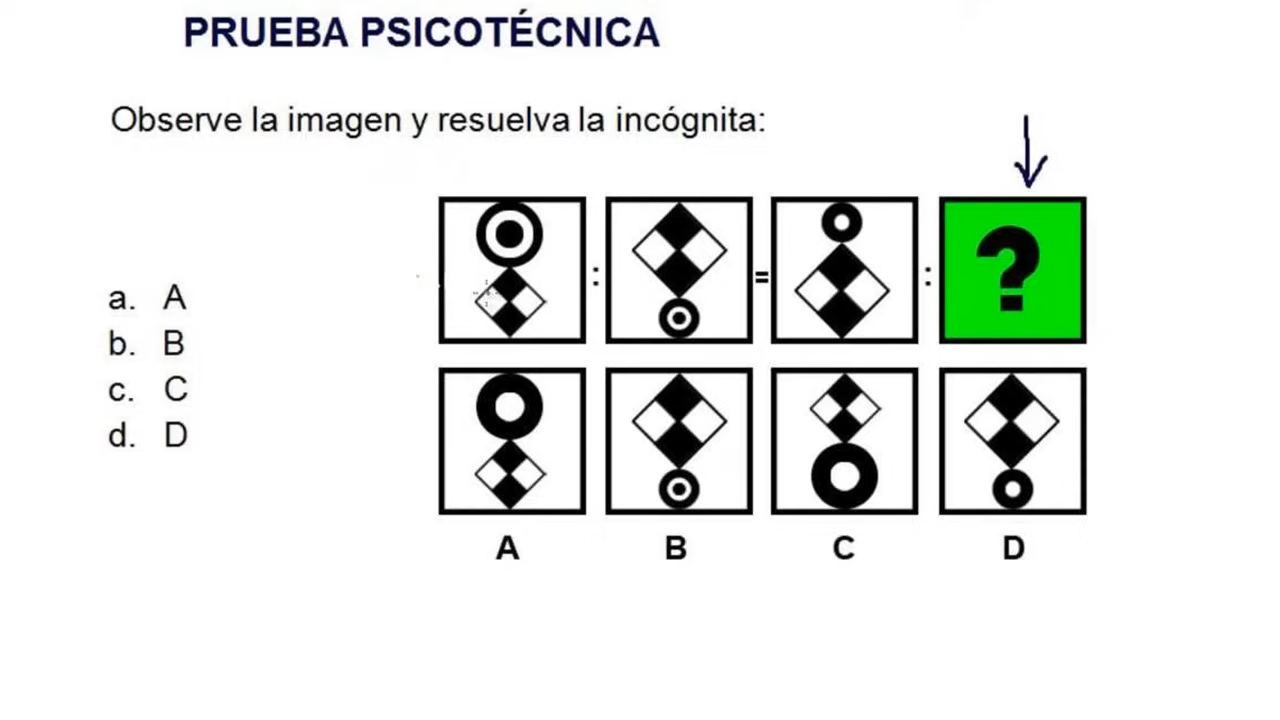 PRUEBA PSICOTÉCNICA
Observe la imagen y resuelva la incógnita:
: = : ?
a. A
b. B
c. C
d. D
A B C D